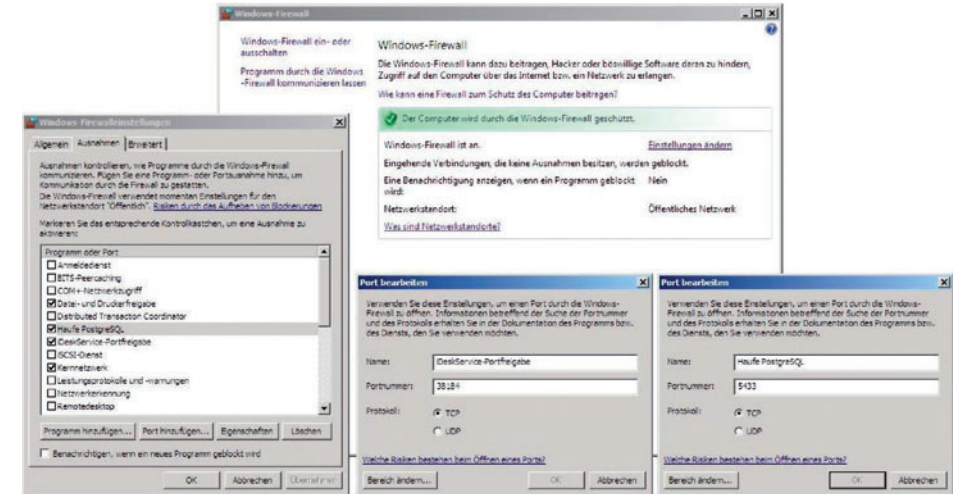 Windows-Firewall
Windows-Firewall ein- oder
ausschalten
Programm durch die Windows
-Firewall kommunizieren lassen
Windows-Firewall
Die Windows-Firewall kann dazu beitragen, Hacker oder böswillige Software daran zu hindern,
Zugriff auf den Computer über das Internet bzw. ein Netzwerk zu erlangen.
Wie kann eine Firewall zum Schutz des Computer beitragen?
Der Computer wird durch die Windows-Firewall geschützt.
Windows-Firewall ist an.
Einstellungen ändern
Eingehende Verbindungen, die keine Ausnahmen besitzen, werden geblockt.
Eine Benachrichtigung anzeigen, wenn ein Programm geblockt
wird:
Nein
Netzwerkstandort:
Öffentliches Netzwerk
Was sind Netzwerkstandorte?
Windows-Firewalleinstellungen
Allgemein
Ausnahmen
Erweitert
Ausnahmen kontrollieren, wie Programme durch die Windows-Firewall
kommunizieren. Fügen Sie eine Programm- oder Portausnahme hinzu, um
Kommunikation durch die Firewall zu gestatten.
Die Windows-Firewall verwendet momentan Einstellungen für den
Netzwerkstandort "Öffentlich". Risiken durch das Aufheben von Blockierungen
Markieren Sie das entsprechende Kontrollkästchen, um eine Ausnahme zu
aktivieren:
Programm oder Port
Anmeldedienst
BITS-Peercaching
COM+-Netzwerkzugriff
Datei- und Druckerfreigabe
Distributed Transaction Coordinator
Haufe PostgreSQL
iDeskService-Portfreigabe
iSCSI-Dienst
Kernnetzwerk
Leistungsprotokolle und -warnungen
Netzwerkerkennung
Remotedesktop
Programm hinzufügen...
Port hinzufügen...
Eigenschaften
Löschen
Benachrichtigen, wenn ein neues Programm geblockt wird
OK
Abbrechen
Übernehmen
Port bearbeiten
Verwenden Sie diese Einstellungen, um einen Port durch die Windows-
Firewall zu öffnen. Informationen betreffend der Suche der Portnummer
und des Protokolls erhalten Sie in der Dokumentation des Programms bzw.
des Diensts, den Sie verwenden möchten.
Name:
iDeskService-Portfreigabe
Portnummer:
38184
Protokoll:
TCP
UDP
Welche Risiken bestehen beim Öffnen eines Ports?
Bereich ändern...
OK
Abbrechen
Port bearbeiten
Verwenden Sie diese Einstellungen, um einen Port durch die Windows-
Firewall zu öffnen. Informationen betreffend der Suche der Portnummer
und des Protokolls erhalten Sie in der Dokumentation des Programms bzw.
des Diensts, den Sie verwenden möchten.
Name:
Haufe PostgreSQL
Portnummer:
5433
Protokoll:
TCP
UDP
Welche Risiken bestehen beim Öffnen eines Ports?
Bereich ändern...
OK
Abbrechen